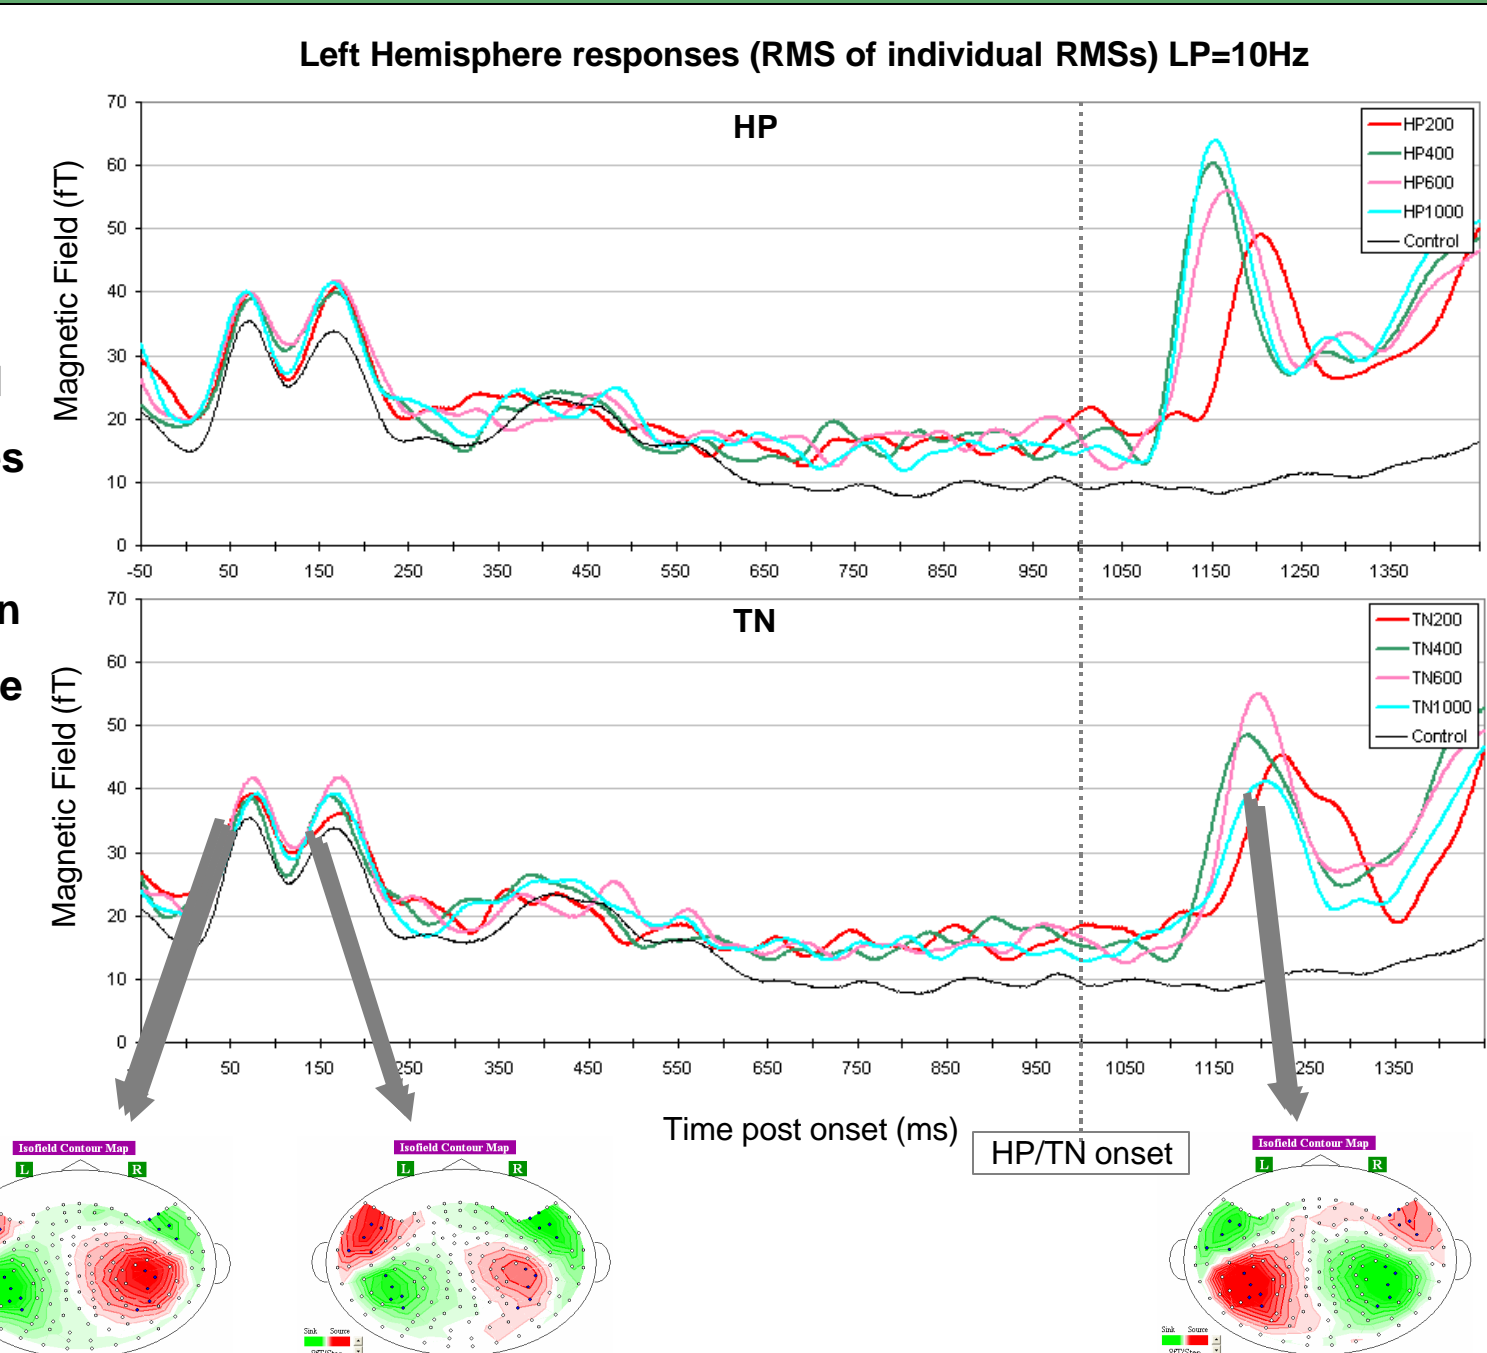 Left Hemisphere responses (RMS of individual RMSs) LP=10Hz
HP
Magnetic Field (fT)
70
60
50
40
30
20
10
0
-50 50 150 250 350 450 550 650 750 850 950 1050 1150 1250 1350
HP200
HP400
HP600
HP1000
Control
s
n
e
TN
Magnetic Field (fT)
70
60
50
40
30
20
10
0
50 150 250 350 450 550 650 750 850 950 1050 1150 250 1350
TN200
TN400
TN600
TN1000
Control
Time post onset (ms)
HP/TN onset
Isofield Contour Map
L R
Isofield Contour Map
L R
Sink Source
Isofield Contour Map
L R
Sink Source